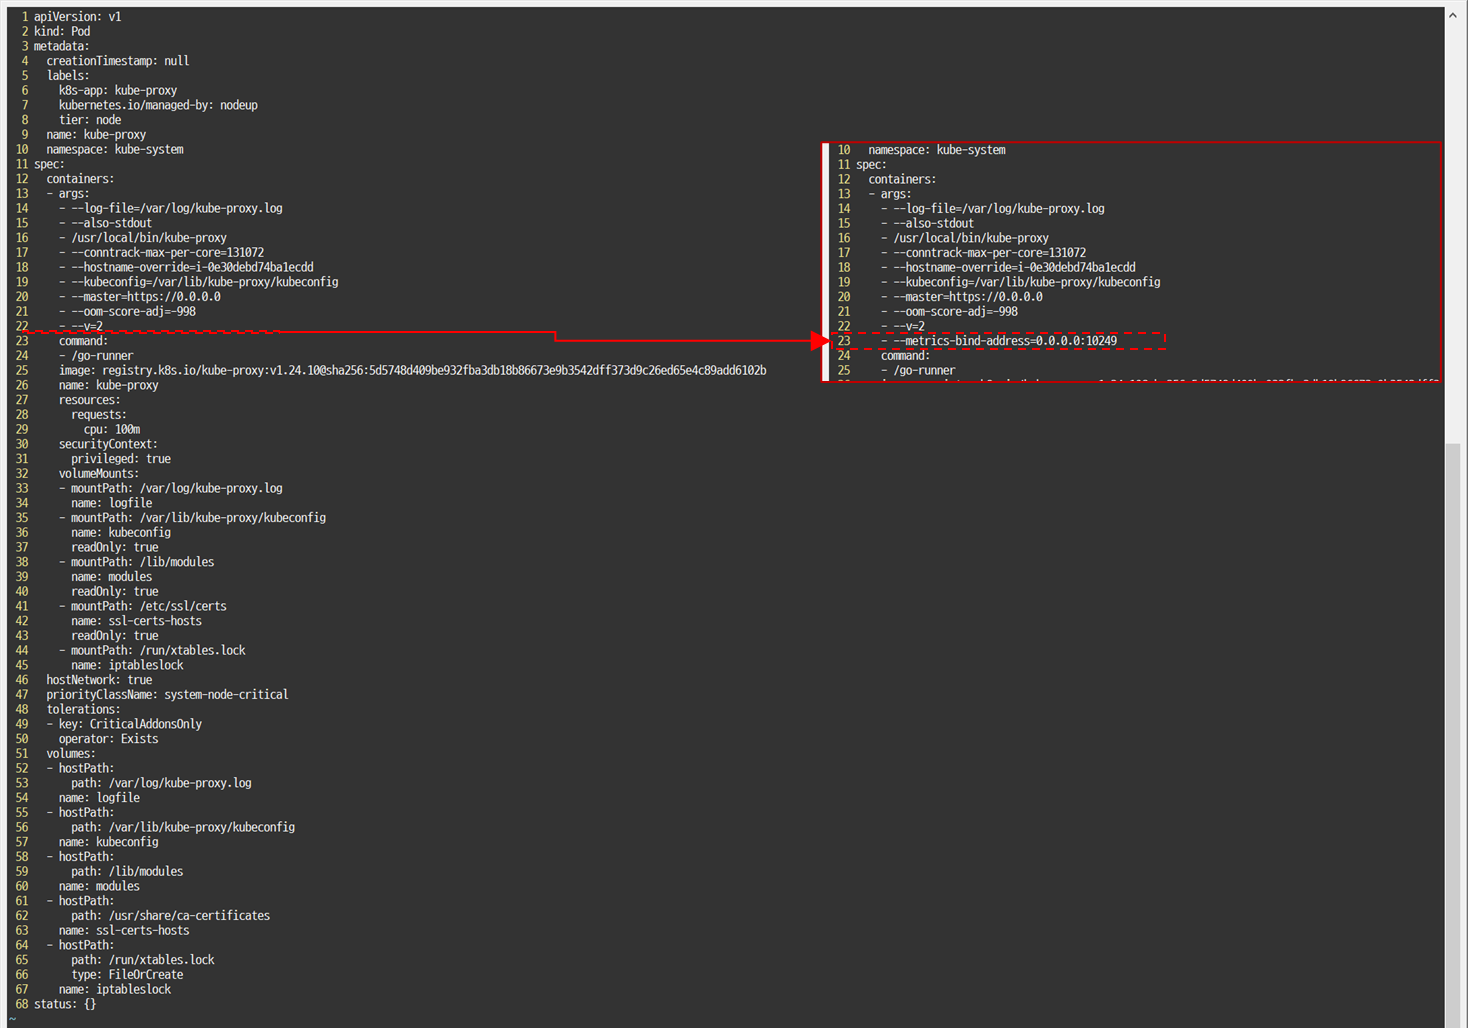 1 apiVersion: v1
2 kind: Pod
3 metadata:
4   creationTimestamp: null
5   labels:
6     k8s-app: kube-proxy
7     kubernetes.io/managed-by: nodeup
8     tier: node
9   name: kube-proxy
10   namespace: kube-system
11 spec:
12   containers:
13   - args:
14     - --log-file=/var/log/kube-proxy.log
15     - --also-stdout
16     - /usr/local/bin/kube-proxy
17     - --conntrack-max-per-core=131072
18     - --hostname-override=i-0e30debd74ba1ecdd
19     - --kubeconfig=/var/lib/kube-proxy/kubeconfig
20     - --master=https://0.0.0.0
21     - --oom-score-adj=-998
22     - --v=2
23     command:
24     - /go-runner
25     image: registry.k8s.io/kube-proxy:v1.24.10@sha256:5d5748d409be932fba3db18b86673e9b3542dff373d9c26ed65e4c89add6102b
26     name: kube-proxy
27     resources:
28       requests:
29         cpu: 100m
30     securityContext:
31       privileged: true
32     volumeMounts:
33     - mountPath: /var/log/kube-proxy.log
34       name: logfile
35     - mountPath: /var/lib/kube-proxy/kubeconfig
36       name: kubeconfig
37       readOnly: true
38     - mountPath: /lib/modules
39       name: modules
40       readOnly: true
41     - mountPath: /etc/ssl/certs
42       name: ssl-certs-hosts
43       readOnly: true
44     - mountPath: /run/xtables.lock
45       name: iptableslock
46   hostNetwork: true
47   priorityClassName: system-node-critical
48   tolerations:
49   - key: CriticalAddonsOnly
50     operator: Exists
51   volumes:
52   - hostPath:
53       path: /var/log/kube-proxy.log
54     name: logfile
55   - hostPath:
56       path: /var/lib/kube-proxy/kubeconfig
57     name: kubeconfig
58   - hostPath:
59       path: /lib/modules
60     name: modules
61   - hostPath:
62       path: /usr/share/ca-certificates
63     name: ssl-certs-hosts
64   - hostPath:
65       path: /run/xtables.lock
66       type: FileOrCreate
67     name: iptableslock
68 status: {}
~
10   namespace: kube-system
11 spec:
12   containers:
13   - args:
14     - --log-file=/var/log/kube-proxy.log
15     - --also-stdout
16     - /usr/local/bin/kube-proxy
17     - --conntrack-max-per-core=131072
18     - --hostname-override=i-0e30debd74ba1ecdd
19     - --kubeconfig=/var/lib/kube-proxy/kubeconfig
20     - --master=https://0.0.0.0
21     - --oom-score-adj=-998
22     - --v=2
23     - --metrics-bind-address=0.0.0.0:10249
24     command:
25     - /go-runner